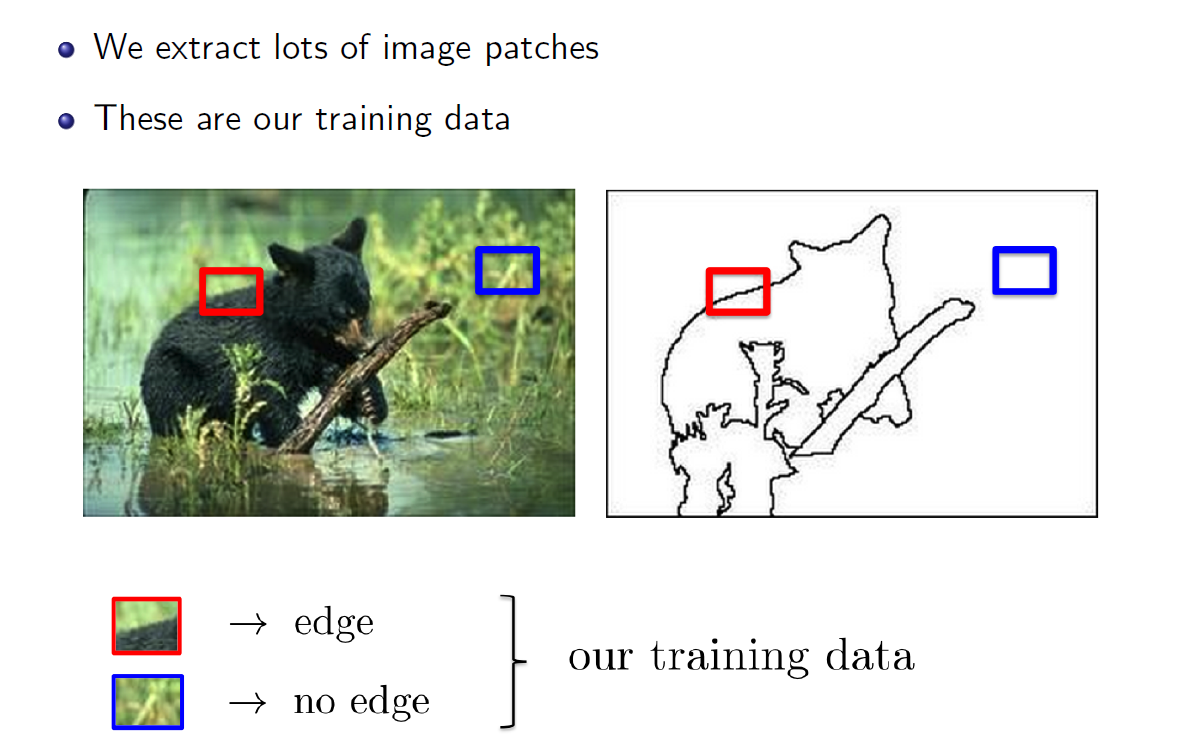 We extract lots of image patches
These are our training data
→ edge
→ no edge
our training data